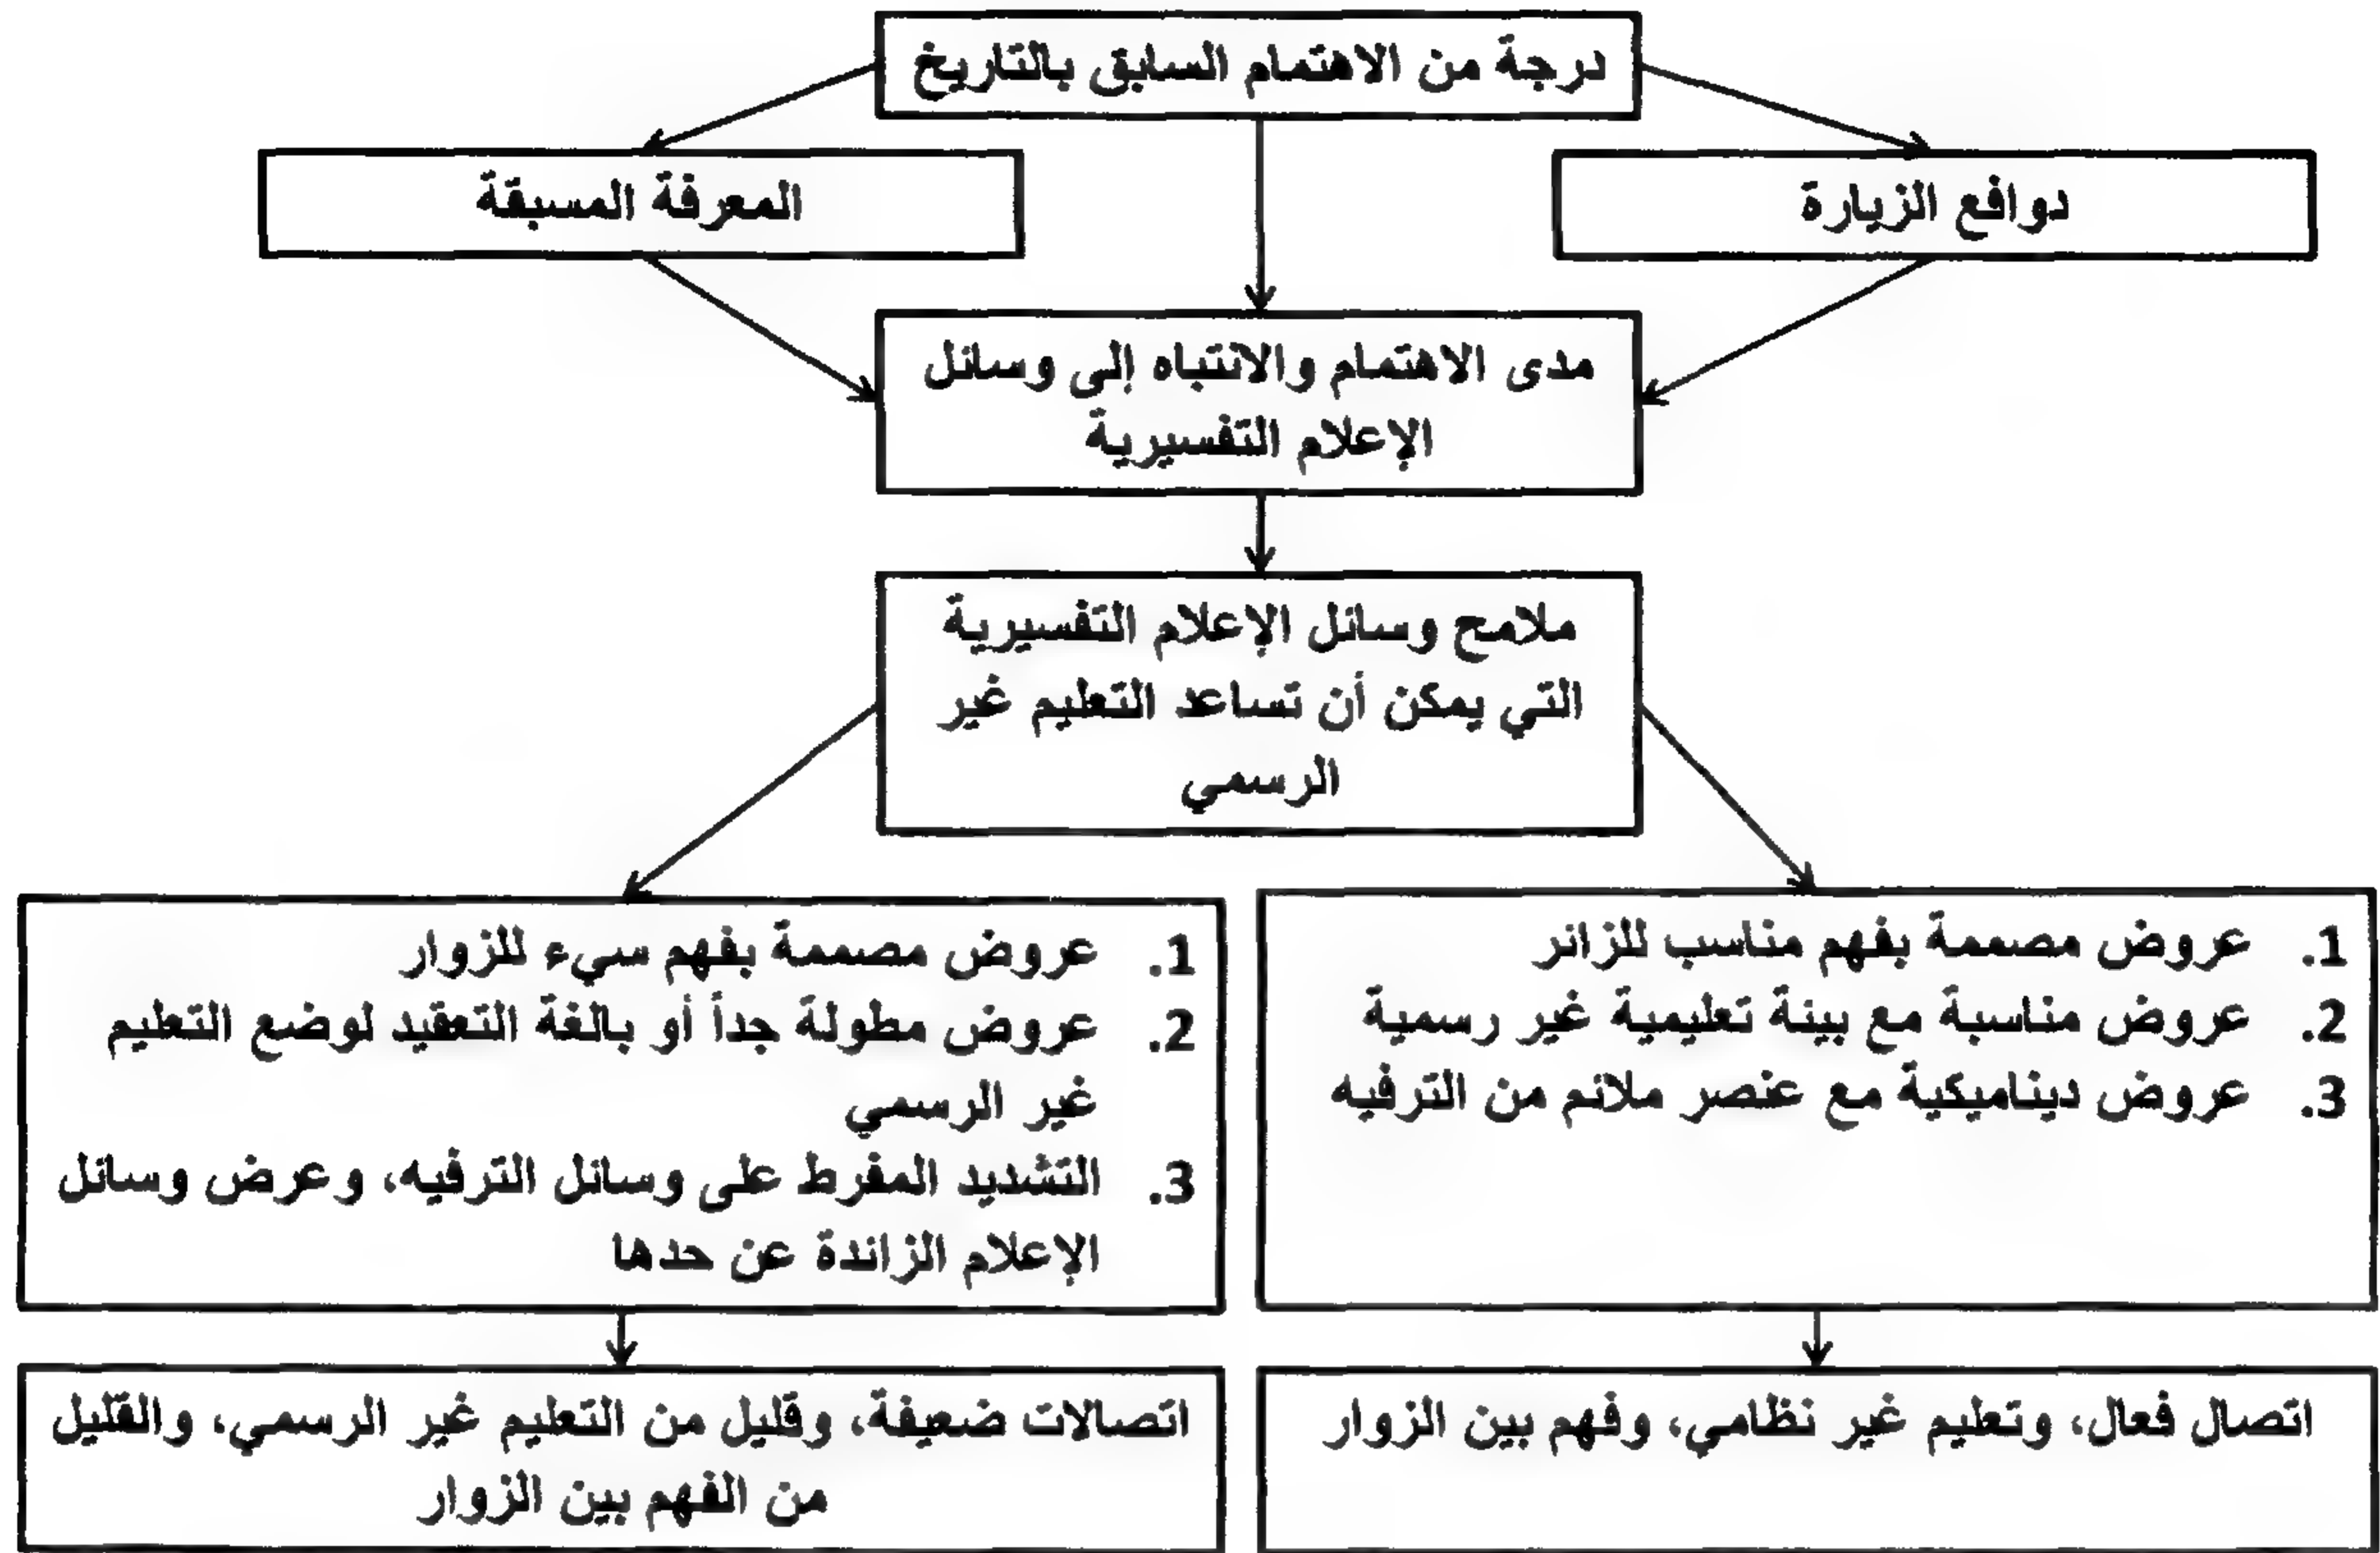 درجة من الاهتمام السابق بالتاريخ
دوافع الزيارة
المعرفة المسبقة
مدى الاهتمام والانتباه إلى وسائل
الإعلام التفسيرية
ملامح وسائل الإعلام التفسيرية
التي يمكن أن تساعد التعليم غير
الرسمي
1. عروض مصممة بفهم مناسب للزائر
2. عروض مناسبة مع بيئة تعليمية غير رسمية
3. عروض ديناميكية مع عنصر ملائم من الترفيه
1. عروض مصممة بفهم سيء للزوار
2. عروض مطولة جداً أو بالغة التعقيد لوضع التعليم
غير الرسمي
3. التشديد المفرط على وسائل الترفيه، وعرض وسائل
الإعلام الزائدة عن حدها
اتصال فعال، وتعليم غير نظامي، وفهم بين الزوار
اتصالات ضعيفة، وقليل من التعليم غير الرسمي، والقليل
من الفهم بين الزوار